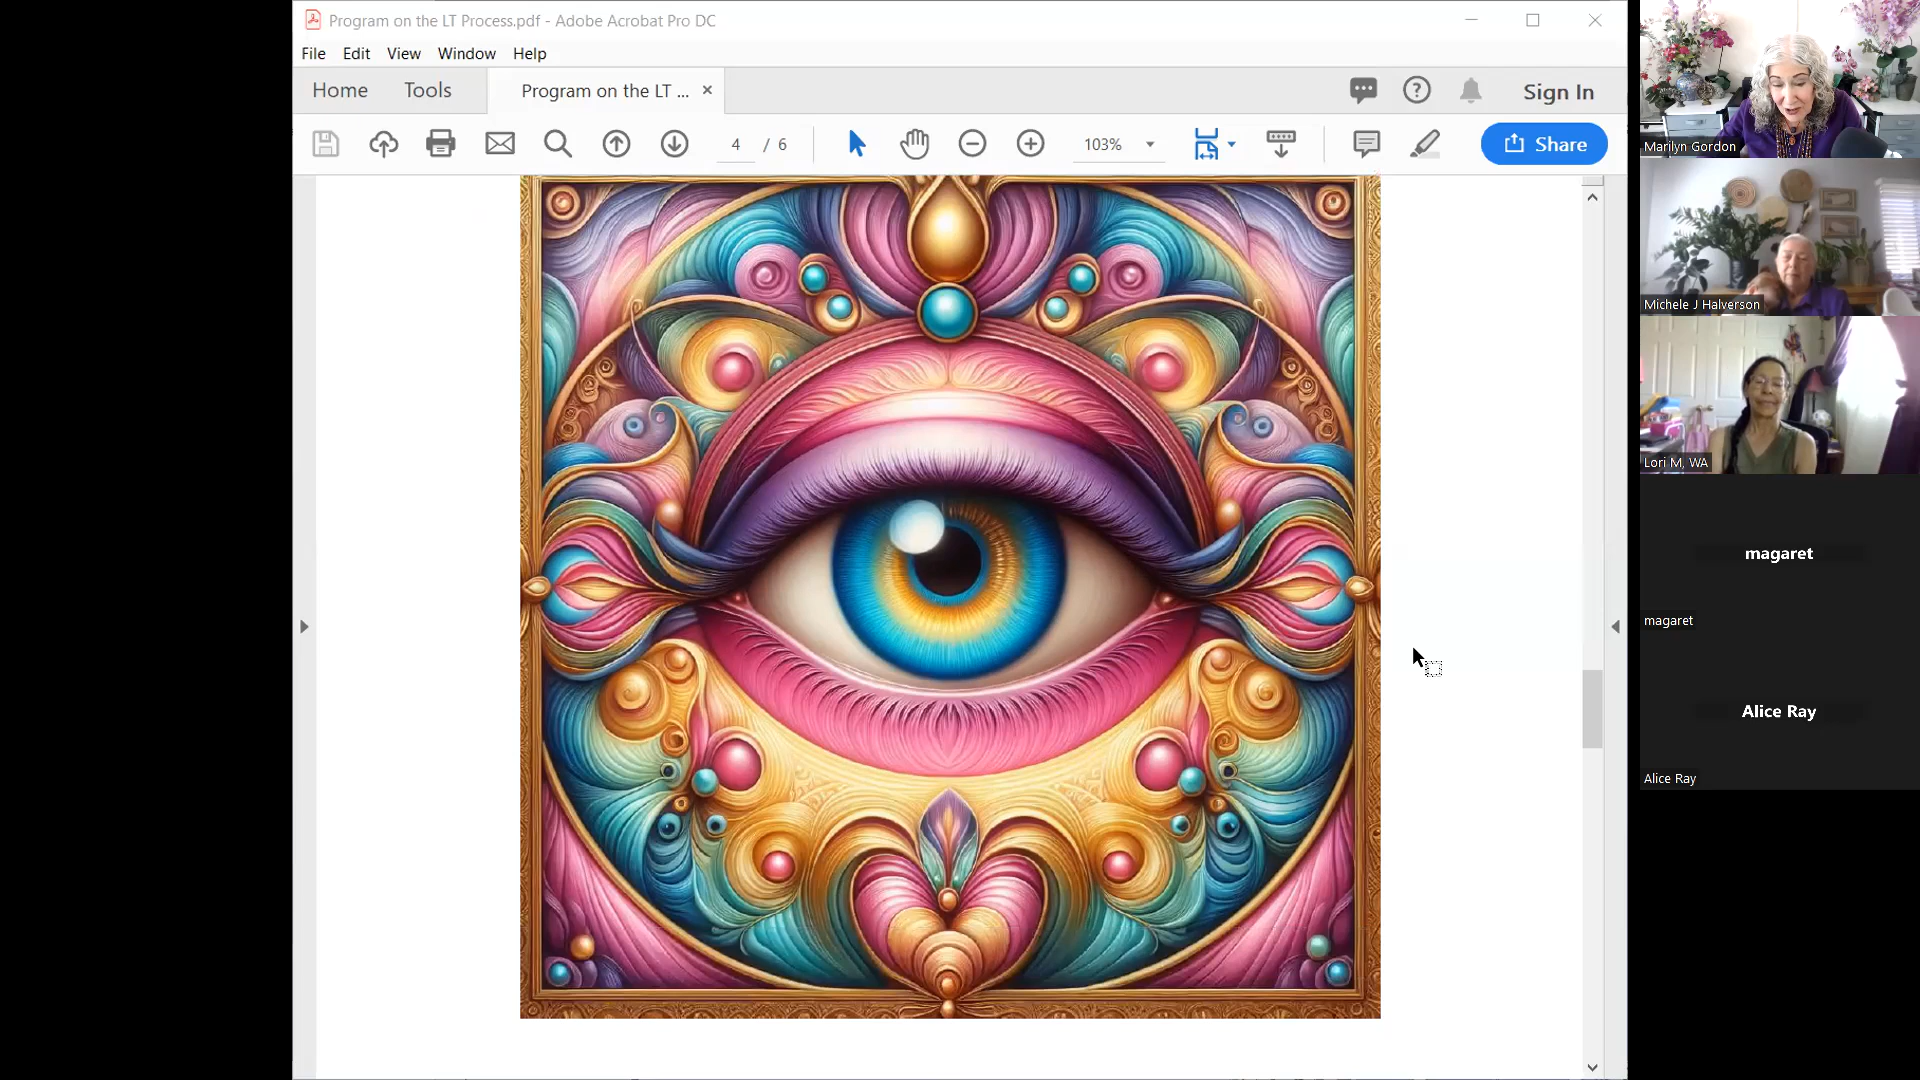 Program on the LT Process.pdf - Adobe Acrobat Pro DC
File Edit View Window Help
Home Tools Program on the LT ... × Sign In
4 / 6 103% Share
Marilyn Gordon
Michele J Halverson
Lori M, WA
magaret
magaret
Alice Ray
Alice Ray